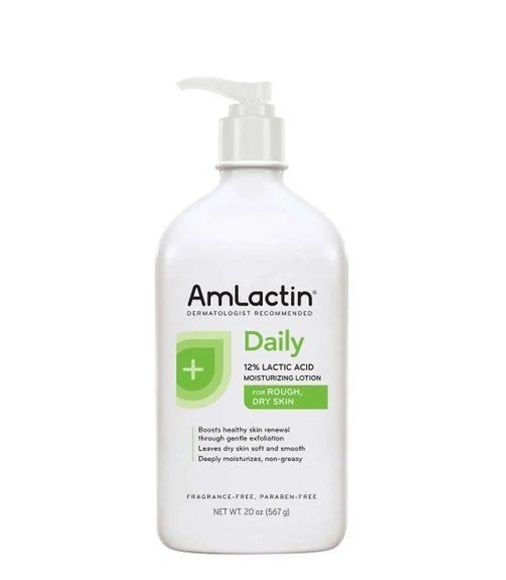 AmLactin®
DERMATOLOGIST RECOMMENDED
Daily
12% LACTIC ACID
MOISTURIZING LOTION
FOR ROUGH,
DRY SKIN
Boosts healthy skin renewal
through gentle exfoliation
Leaves dry skin soft and smooth
Deeply moisturizes, non-greasy
FRAGRANCE-FREE, PARABEN-FREE
NET WT. 20 oz (567 g)